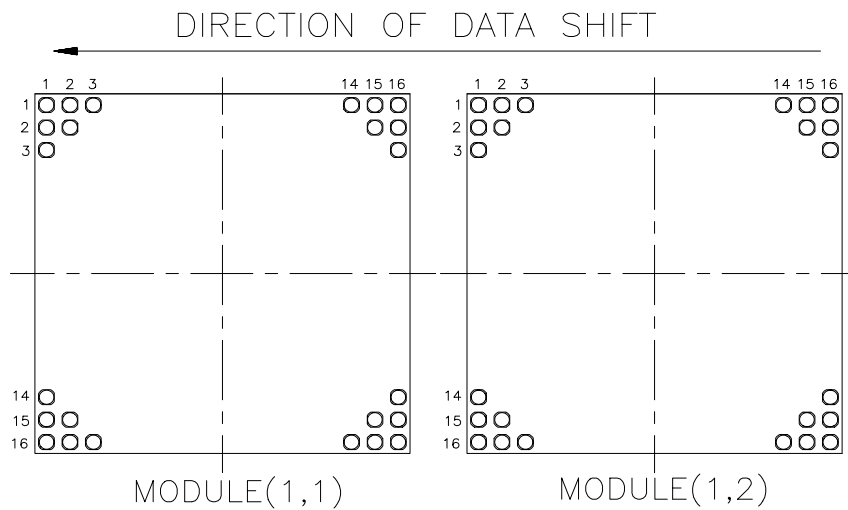 DIRECTION OF DATA SHIFT
1 2 3 14 15 16 1 2 3 14 15 16
1 1
2 2
3 3
14 14
15 15
16 16
MODULE(1,1) MODULE(1,2)